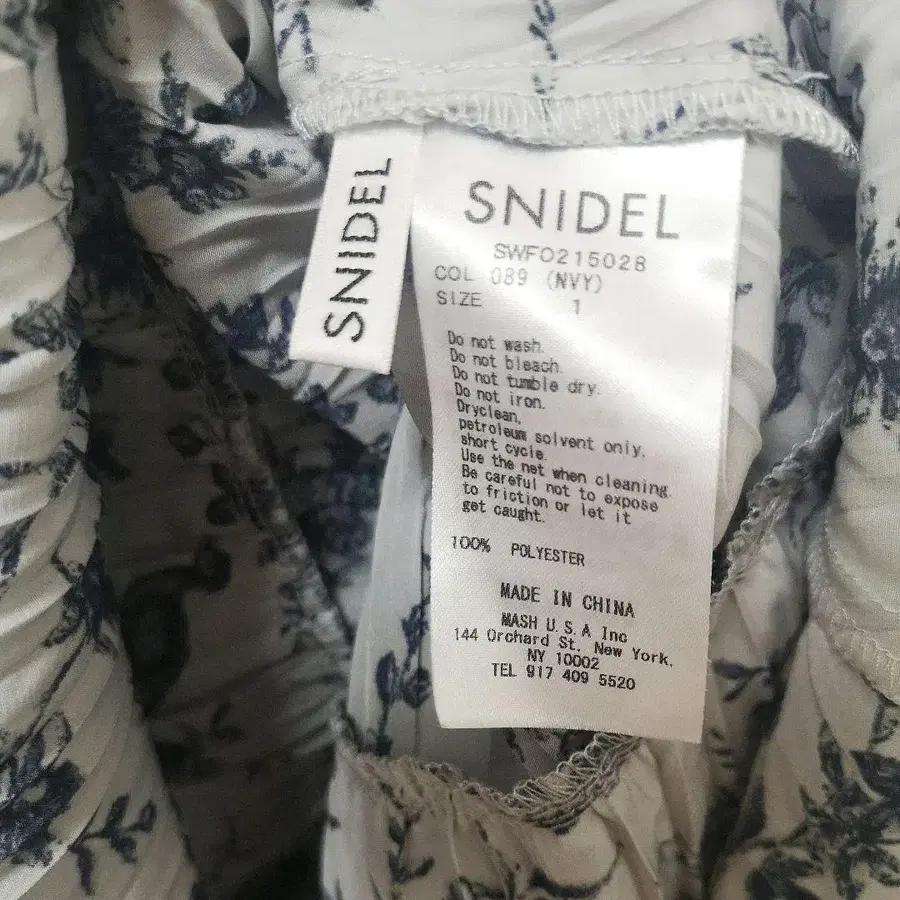 SNIDEL
SNIDEL
SWFO215028
COL 089 (NVY)
SIZE 1
Do not wash.
Do not bleach.
Do not tumble dry.
Do not iron.
Dryclean,
petroleum solvent only,
short cycle.
Use the net when cleaning.
Be careful not to expose
to friction or let it
get caught.
100% POLYESTER
MADE IN CHINA
MASH U.S.A Inc
144 Orchard St. New York,
NY 10002
TEL 917 409 5520